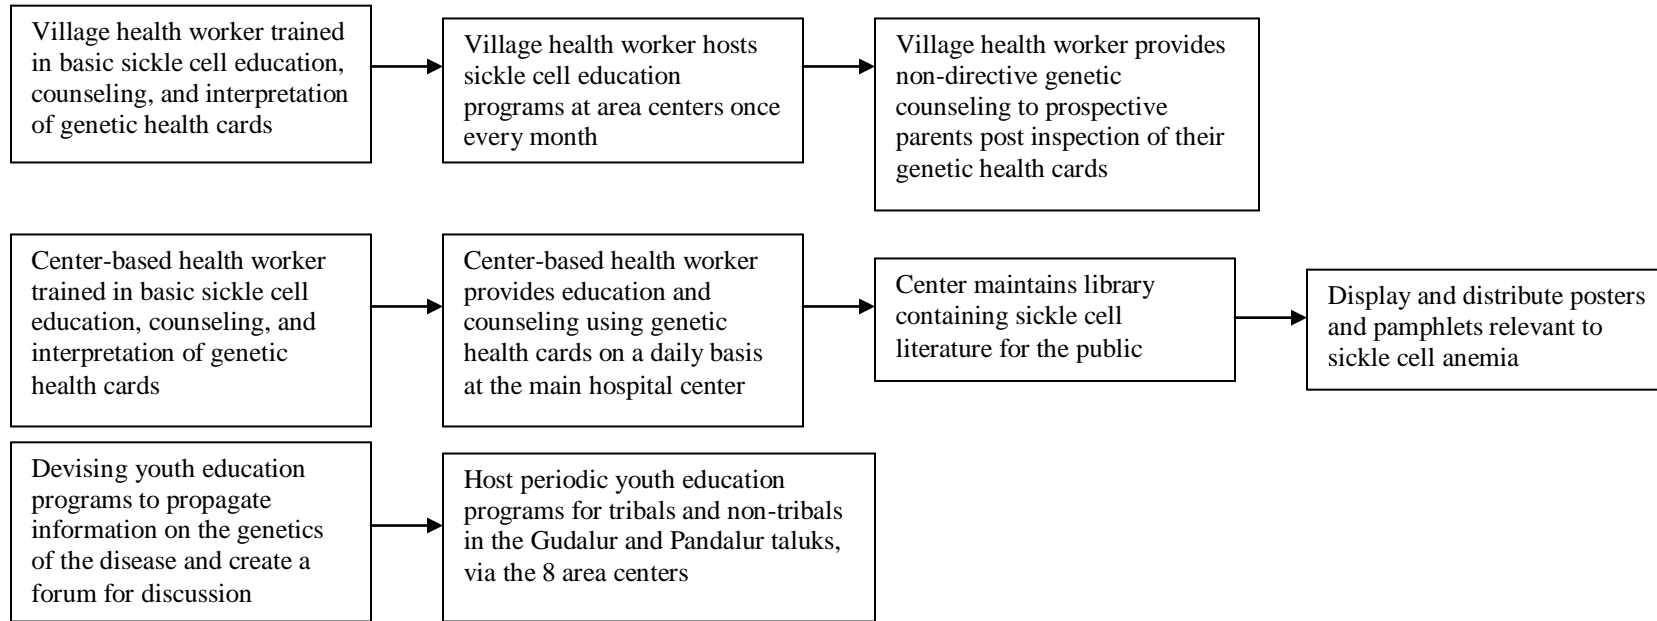 Village health worker trained
in basic sickle cell education,
counseling, and interpretation
of genetic health cards
Village health worker hosts
sickle cell education
programs at area centers once
every month
Village health worker provides
non-directive genetic
counseling to prospective
parents post inspection of their
genetic health cards
Center-based health worker
trained in basic sickle cell
education, counseling, and
interpretation of genetic
health cards
Center-based health worker
provides education and
counseling using genetic
health cards on a daily basis
at the main hospital center
Center maintains library
containing sickle cell
literature for the public
Display and distribute posters
and pamphlets relevant to
sickle cell anemia
Devising youth education
programs to propagate
information on the genetics
of the disease and create a
forum for discussion
Host periodic youth education
programs for tribals and non-tribals
in the Gudalur and Pandalur taluks,
via the 8 area centers